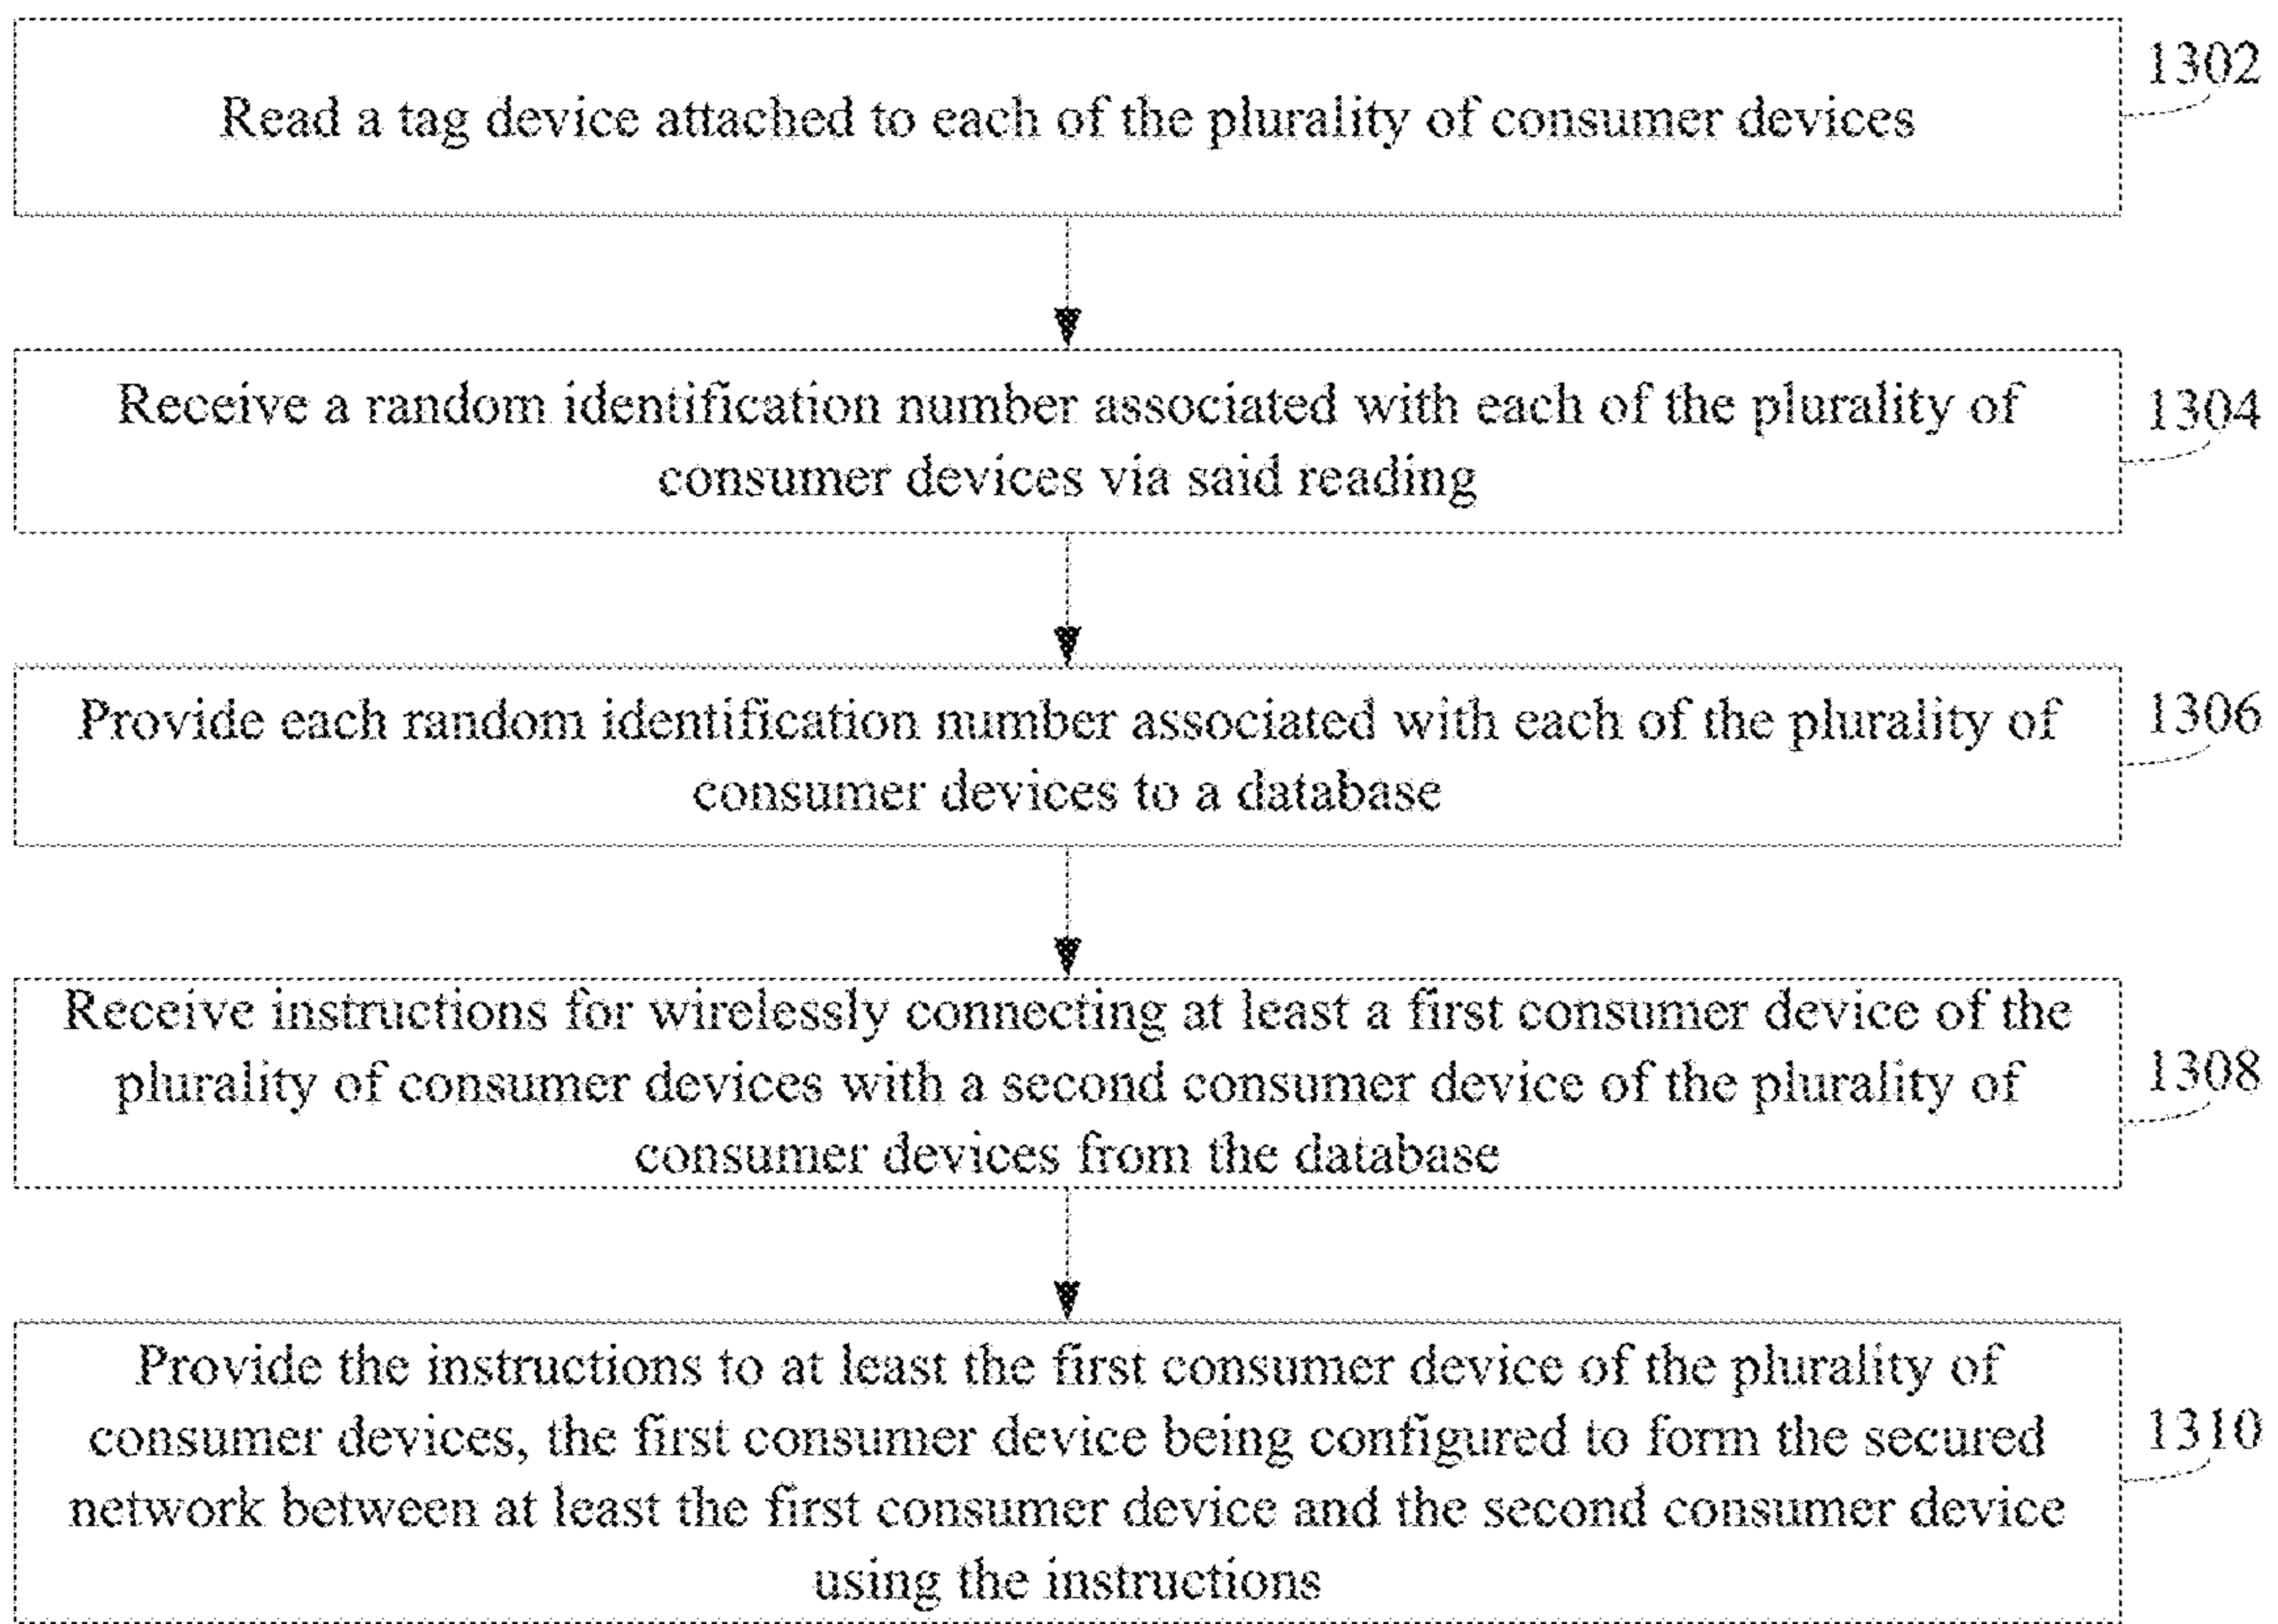 Read a tag device attached to each of the plurality of consumer devices
1302
Receive a random identification number associated with each of the plurality of
consumer devices via said reading
1304
Provide each random identification number associated with each of the plurality of
consumer devices to a database
1306
Receive instructions for wirelessly connecting at least a first consumer device of the
plurality of consumer devices with a second consumer device of the plurality of
consumer devices from the database
1308
Provide the instructions to at least the first consumer device of the plurality of
consumer devices, the first consumer device being configured to form the secured
network between at least the first consumer device and the second consumer device
using the instructions
1310